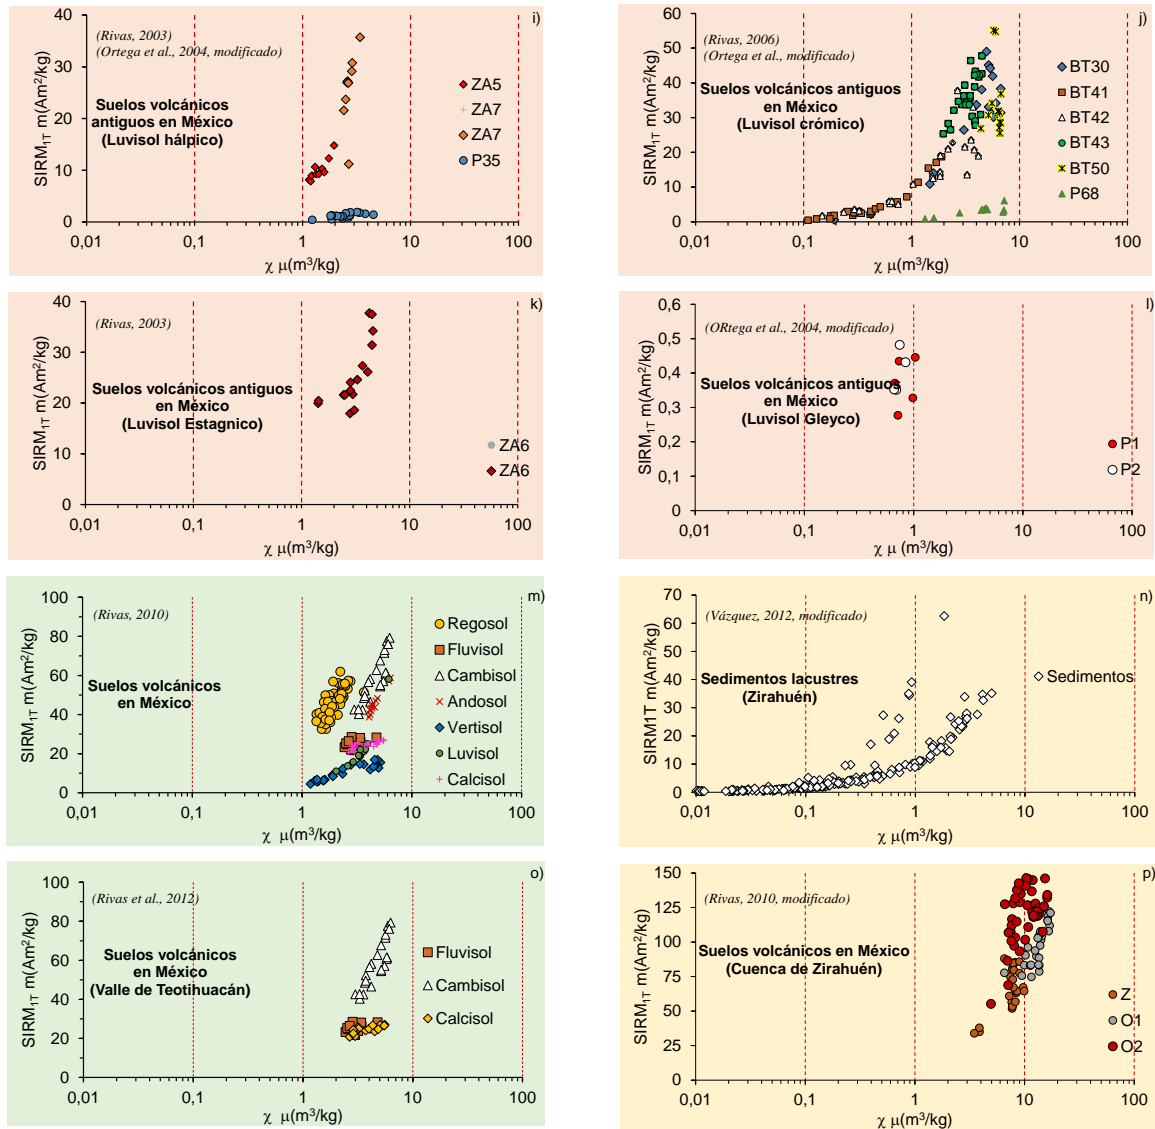 i)
(Rivas, 2003)
(Ortega et al., 2004, modificado)
Suelos volcánicos
antiguos en México
(Luvisol hálpico)
SIRM1T m(Am²/kg)
40
30
20
10
0
0,01 0,1 1 10 100
χ μ(m³/kg)
ZA5
ZA7
ZA7
P35
j)
(Rivas, 2006)
(Ortega et al., modificado)
Suelos volcánicos antiguos
en México
(Luvisol crómico)
SIRM1T m(Am²/kg)
60
50
40
30
20
10
0
0,01 0,1 1 10 100
χ μ(m³/kg)
BT30
BT41
BT42
BT43
BT50
P68
k)
(Rivas, 2003)
Suelos volcánicos antiguos
en México
(Luvisol Estagnico)
SIRM1T m(Am²/kg)
40
30
20
10
0
0,01 0,1 1 10 100
χ μ(m³/kg)
ZA6
ZA6
l)
(ORtega et al., 2004, modificado)
Suelos volcánicos antiguos
en México
(Luvisol Gleyco)
SIRM1T m(Am²/kg)
0,6
0,5
0,4
0,3
0,2
0,1
0
0,01 0,1 1 10 100
χ μ (m³/kg)
P1
P2
m)
(Rivas, 2010)
Suelos volcánicos
en México
SIRM1T m(Am²/kg)
100
80
60
40
20
0
0,01 0,1 1 10 100
χ μ(m³/kg)
Regosol
Fluvisol
Cambisol
Andosol
Vertisol
Luvisol
Calcisol
n)
(Vázquez, 2012, modificado)
Sedimentos lacustres
(Zirahuén)
SIRM1T m(Am²/kg)
70
60
50
40
30
20
10
0
0,01 0,1 1 10 100
χ μ(m³/kg)
Sedimentos
o)
(Rivas et al., 2012)
Suelos volcánicos
en México
(Valle de Teotihuacán)
SIRM1T m(Am²/kg)
100
80
60
40
20
0
0,01 0,1 1 10 100
χ μ(m³/kg)
Fluvisol
Cambisol
Calcisol
p)
(Rivas, 2010, modificado)
Suelos volcánicos en México
(Cuenca de Zirahuén)
SIRM1T m(Am²/kg)
150
125
100
75
50
25
0
0,01 0,1 1 10 100
χ μ(m³/kg)
Z
O1
O2